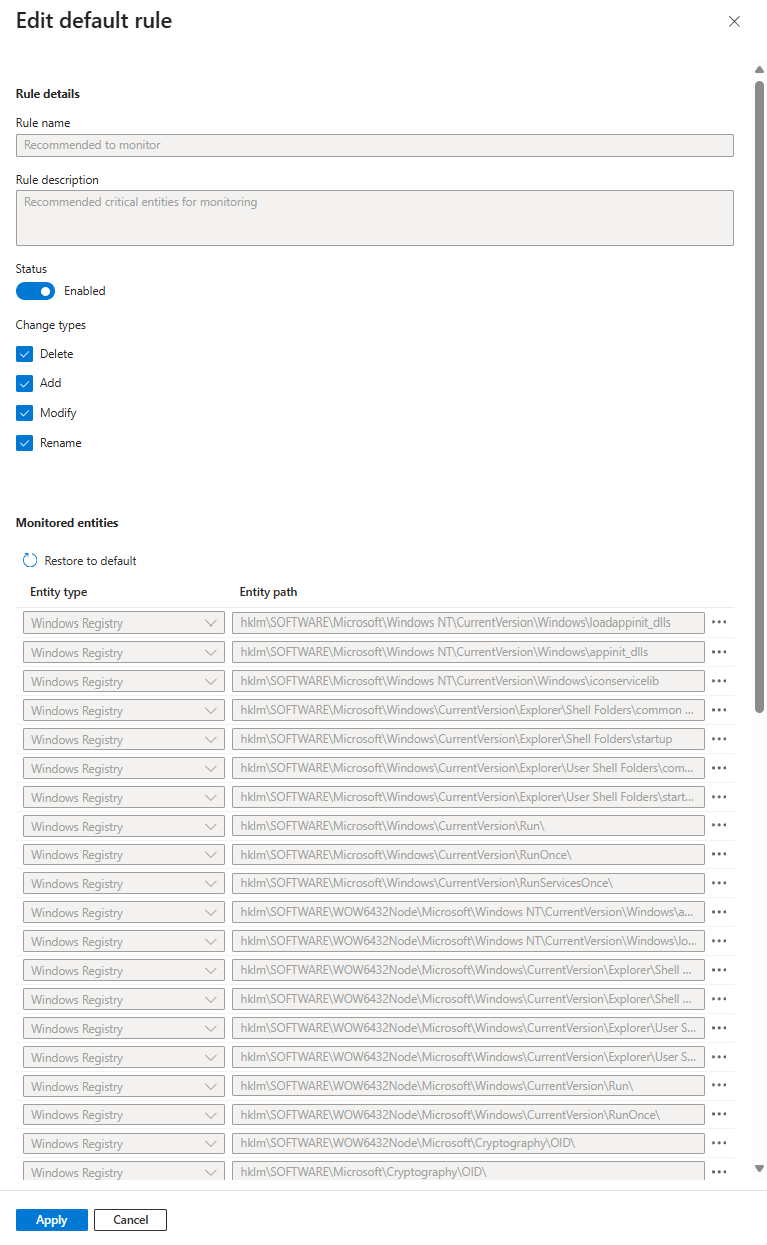 Edit default rule
Rule details
Rule name
Recommended to monitor
Rule description
Recommended critical entities for monitoring
Status
Enabled
Change types
Delete
Add
Modify
Rename
Monitored entities
Restore to default
Entity type Entity path
Windows Registry hklm\SOFTWARE\Microsoft\Windows NT\CurrentVersion\Windows\loadappinit_dlls
Windows Registry hklm\SOFTWARE\Microsoft\Windows NT\CurrentVersion\Windows\appinit_dlls
Windows Registry hklm\SOFTWARE\Microsoft\Windows NT\CurrentVersion\Windows\iconservicelib
Windows Registry hklm\SOFTWARE\Microsoft\Windows\CurrentVersion\Explorer\Shell Folders\common ...
Windows Registry hklm\SOFTWARE\Microsoft\Windows\CurrentVersion\Explorer\Shell Folders\startup
Windows Registry hklm\SOFTWARE\Microsoft\Windows\CurrentVersion\Explorer\User Shell Folders\com...
Windows Registry hklm\SOFTWARE\Microsoft\Windows\CurrentVersion\Explorer\User Shell Folders\start...
Windows Registry hklm\SOFTWARE\Microsoft\Windows\CurrentVersion\Run\
Windows Registry hklm\SOFTWARE\Microsoft\Windows\CurrentVersion\RunOnce\
Windows Registry hklm\SOFTWARE\Microsoft\Windows\CurrentVersion\RunServicesOnce\
Windows Registry hklm\SOFTWARE\WOW6432Node\Microsoft\Windows NT\CurrentVersion\Windows\a...
Windows Registry hklm\SOFTWARE\WOW6432Node\Microsoft\Windows NT\CurrentVersion\Windows\lo...
Windows Registry hklm\SOFTWARE\WOW6432Node\Microsoft\Windows\CurrentVersion\Explorer\Shell ...
Windows Registry hklm\SOFTWARE\WOW6432Node\Microsoft\Windows\CurrentVersion\Explorer\Shell ...
Windows Registry hklm\SOFTWARE\WOW6432Node\Microsoft\Windows\CurrentVersion\Explorer\User S...
Windows Registry hklm\SOFTWARE\WOW6432Node\Microsoft\Windows\CurrentVersion\Explorer\User S...
Windows Registry hklm\SOFTWARE\WOW6432Node\Microsoft\Windows\CurrentVersion\Run\
Windows Registry hklm\SOFTWARE\WOW6432Node\Microsoft\Windows\CurrentVersion\RunOnce\
Windows Registry hklm\SOFTWARE\WOW6432Node\Microsoft\Cryptography\OID\
Windows Registry hklm\SOFTWARE\Microsoft\Cryptography\OID\
Apply Cancel